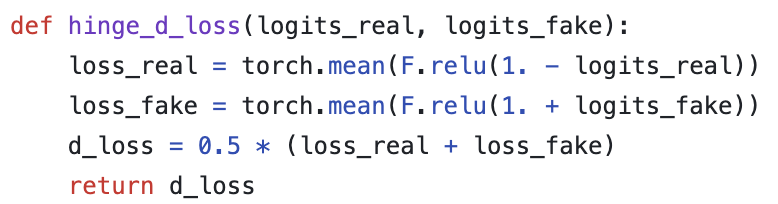 def hinge_d_loss(logits_real, logits_fake):
    loss_real = torch.mean(F.relu(1. - logits_real))
    loss_fake = torch.mean(F.relu(1. + logits_fake))
    d_loss = 0.5 * (loss_real + loss_fake)
    return d_loss